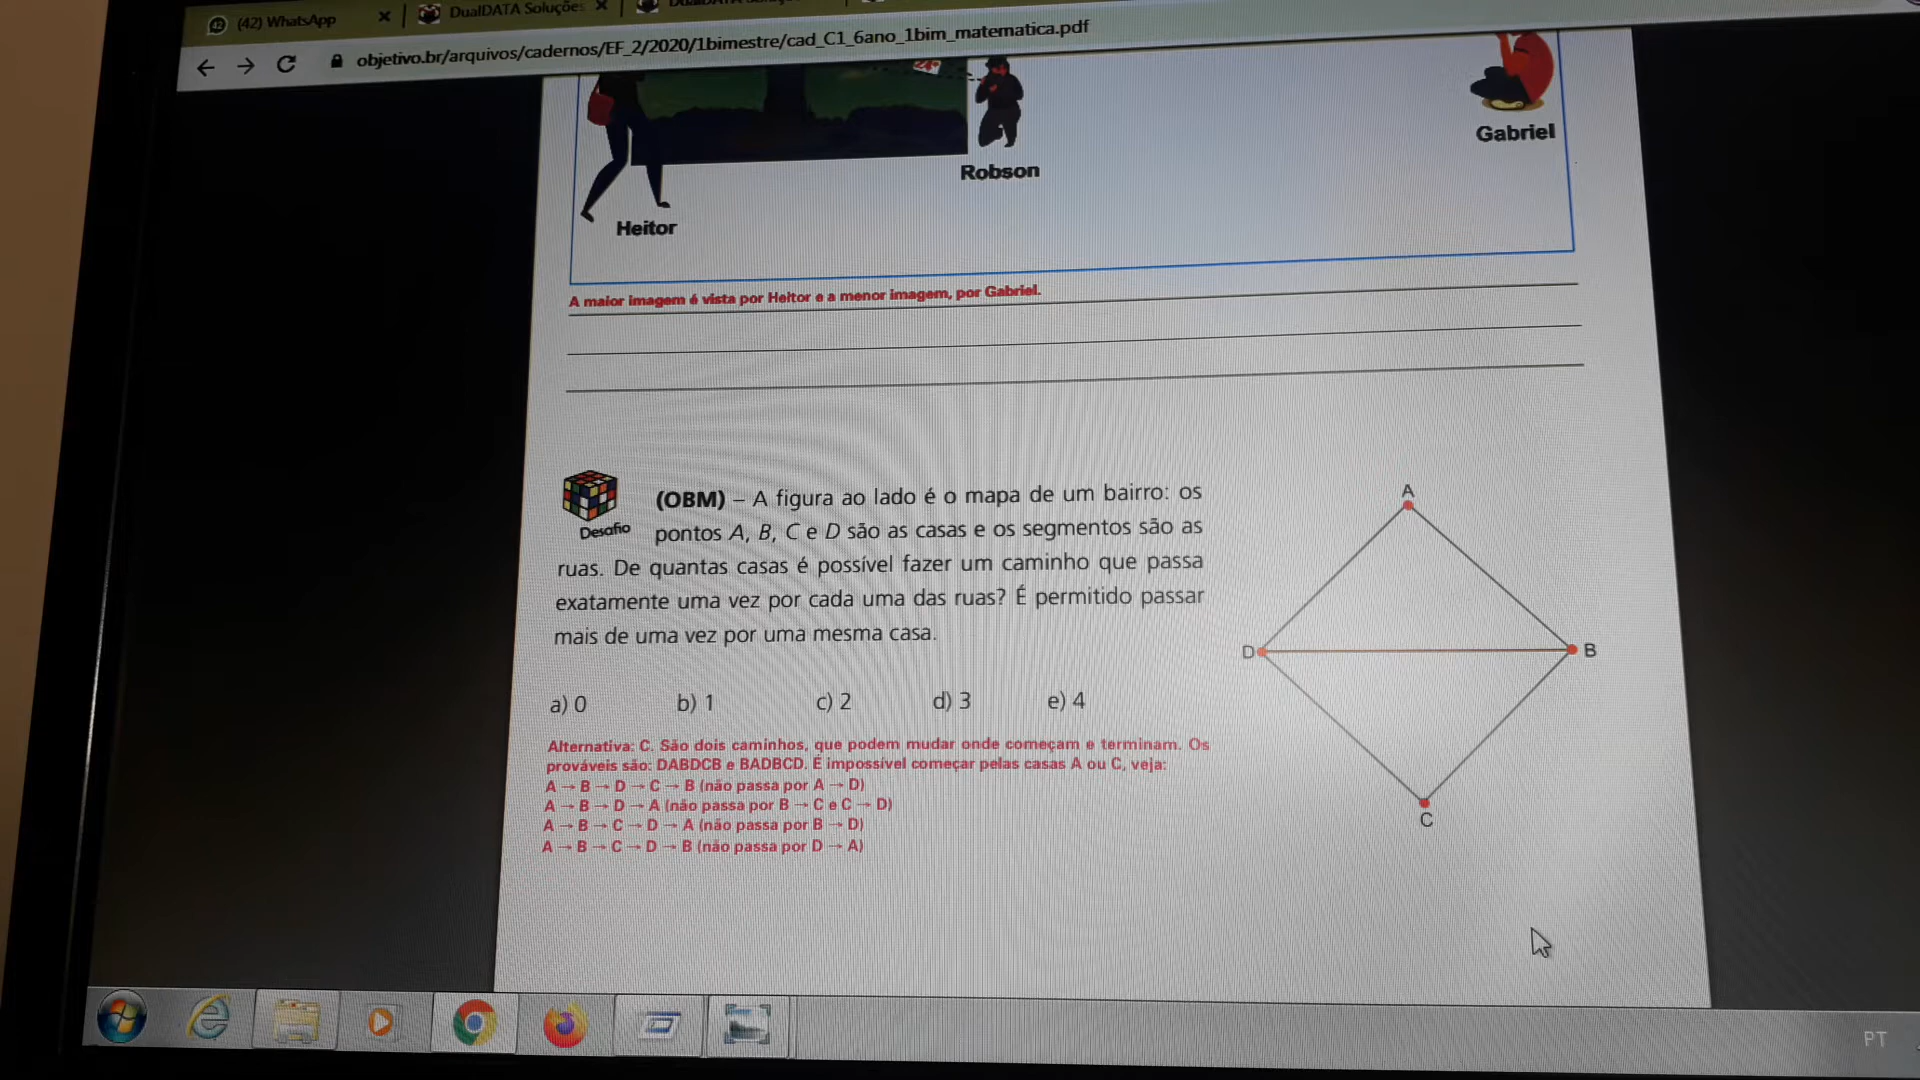 (42) WhatsApp
DualDATA Soluções
objetivo.br/arquivos/cadernos/EF_2/2020/1bimestre/cad_C1_6ano_1bim_matematica.pdf
Gabriel
Robson
Heitor
A maior imagem é vista por Heitor e a menor imagem, por Gabriel.
Desafio
(OBM) – A figura ao lado é o mapa de um bairro: os
pontos A, B, C e D são as casas e os segmentos são as
ruas. De quantas casas é possível fazer um caminho que passa
exatamente uma vez por cada uma das ruas? É permitido passar
mais de uma vez por uma mesma casa.
A
D
B
C
a) 0 b) 1 c) 2 d) 3 e) 4
Alternativa: C. São dois caminhos, que podem mudar onde começam e terminam. Os
prováveis são: DABDCB e BADBCD. É impossível começar pelas casas A ou C, veja:
A → B → D → C → B (não passa por A → D)
A → B → D → A (não passa por B → C e C → D)
A → B → C → D → A (não passa por B → D)
A → B → C → D → B (não passa por D → A)
PT